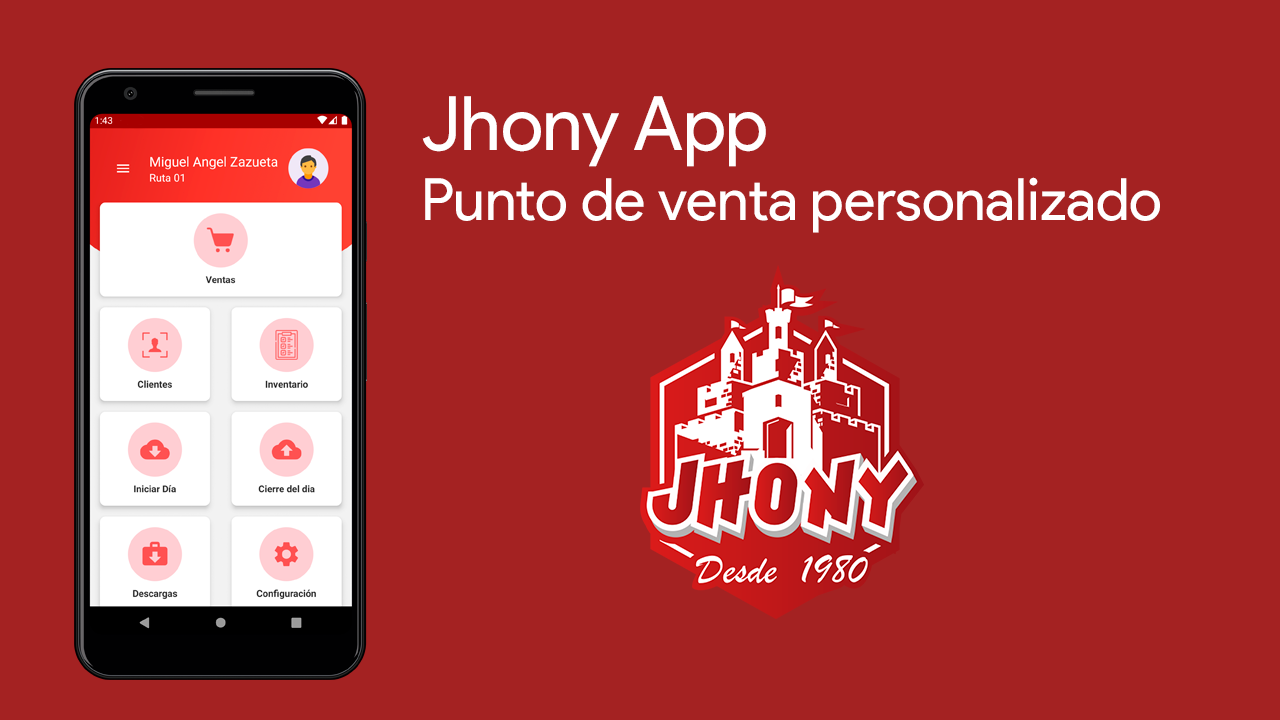 1:43
Miguel Angel Zazueta
Ruta 01
Ventas
Clientes
Inventario
Iniciar Día
Cierre del dia
Descargas
Configuración
Jhony App
Punto de venta personalizado
JHONY
Desde 1980